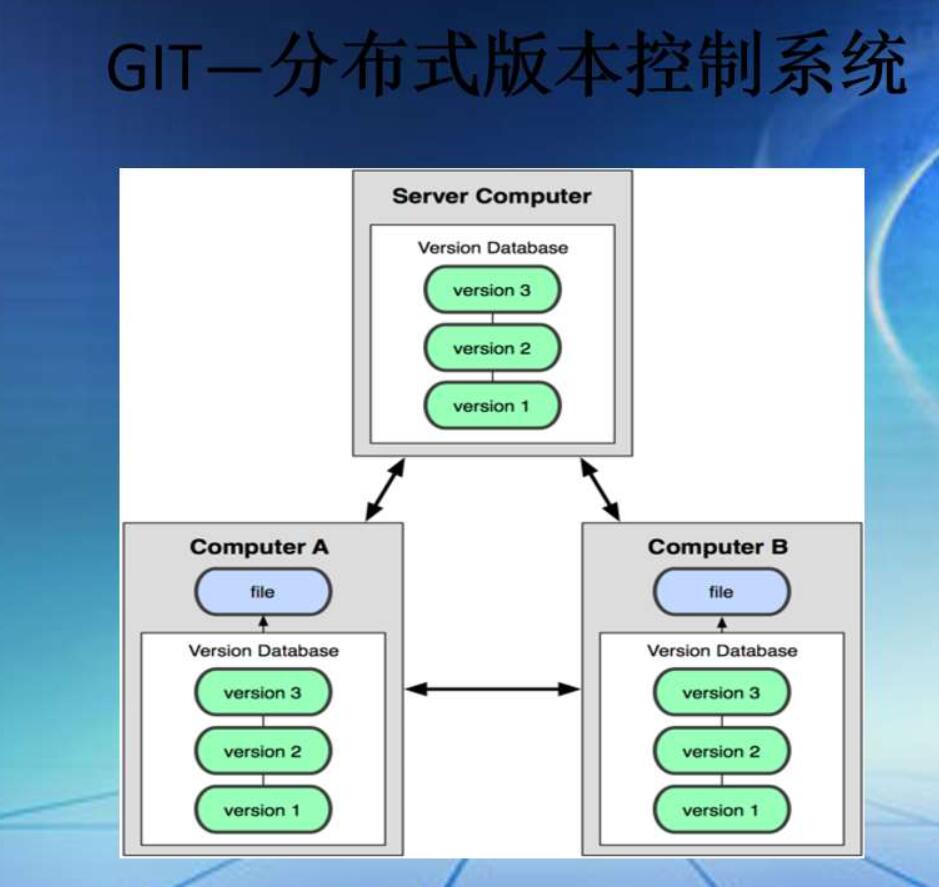 GIT—分布式版本控制系统
Server Computer
Version Database
version 3
version 2
version 1
Computer A
file
Version Database
version 3
version 2
version 1
Computer B
file
Version Database
version 3
version 2
version 1